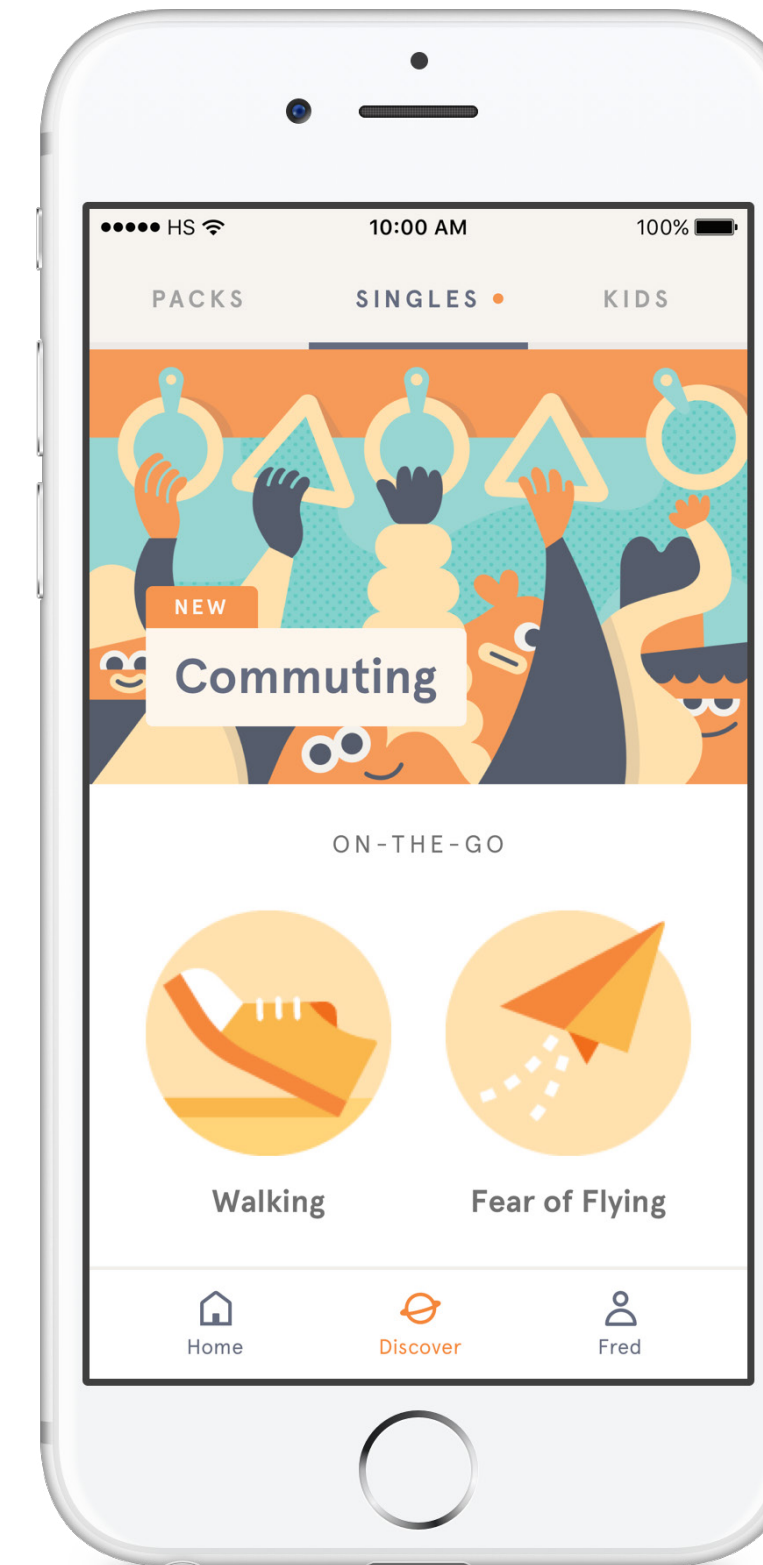 HS 10:00 AM 100%
PACKS SINGLES KIDS
NEW
Commuting
ON-THE-GO
Walking Fear of Flying
Home Discover Fred